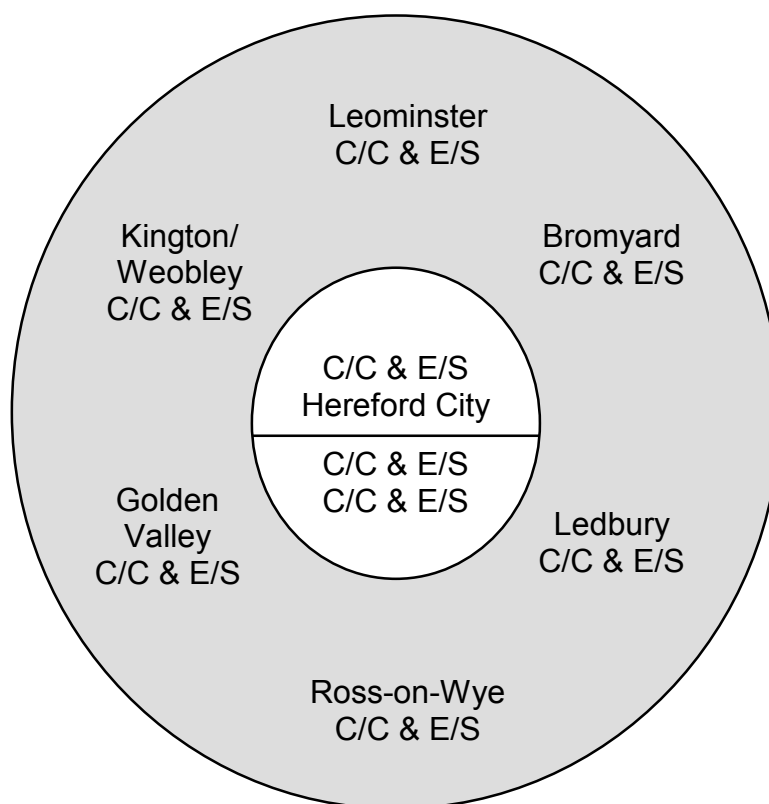 Leominster
C/C & E/S
Kington/
Weobley
C/C & E/S
Bromyard
C/C & E/S
C/C & E/S
Hereford City
C/C & E/S
C/C & E/S
Golden
Valley
C/C & E/S
Ledbury
C/C & E/S
Ross-on-Wye
C/C & E/S